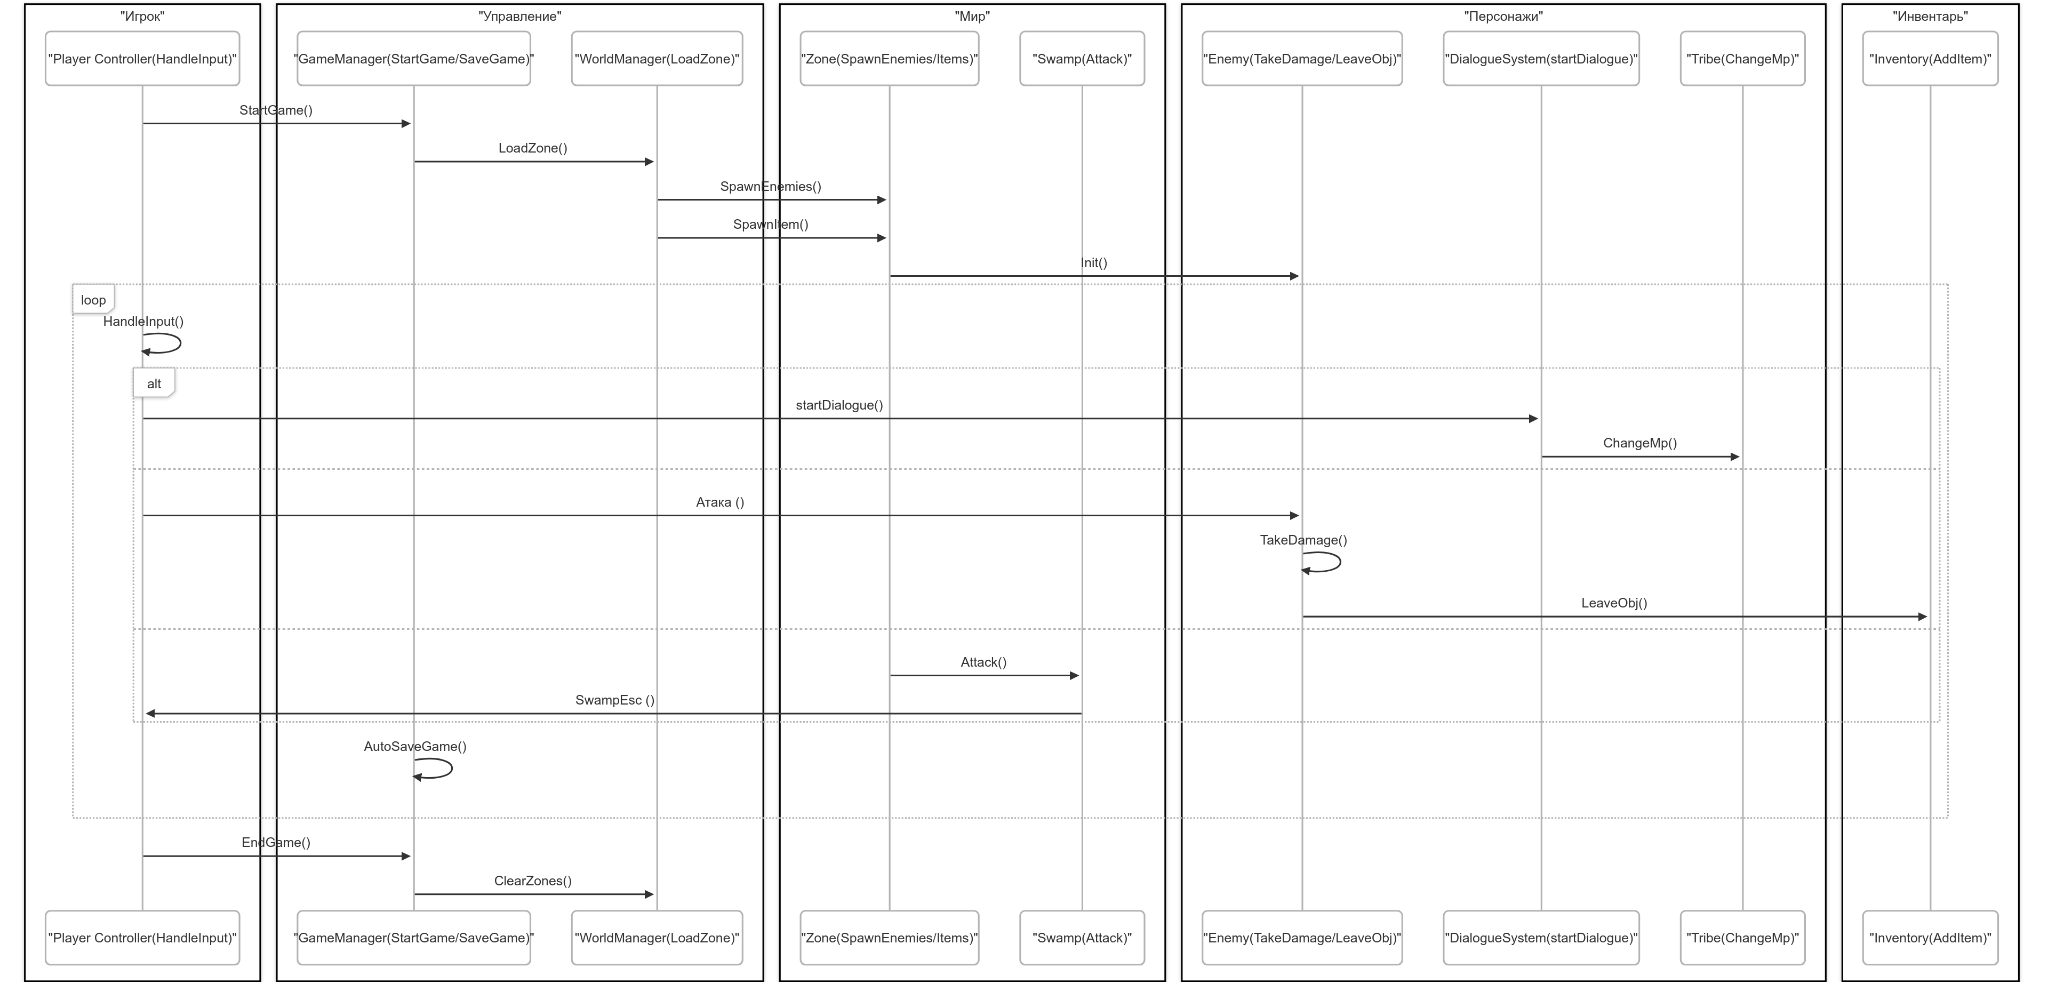 "Игрок"
"Управление"
"Мир"
"Персонажи"
"Инвентарь"
"Player Controller(HandleInput)"
"GameManager(StartGame/SaveGame)"
"WorldManager(LoadZone)"
"Zone(SpawnEnemies/Items)"
"Swamp(Attack)"
"Enemy(TakeDamage/LeaveObj)"
"DialogueSystem(startDialogue)"
"Tribe(ChangeMp)"
"Inventory(AddItem)"
StartGame()
LoadZone()
SpawnEnemies()
SpawnItem()
Init()
loop
HandleInput()
alt
startDialogue()
ChangeMp()
Атака ()
TakeDamage()
LeaveObj()
Attack()
SwampEsc ()
AutoSaveGame()
EndGame()
ClearZones()
"Player Controller(HandleInput)"
"GameManager(StartGame/SaveGame)"
"WorldManager(LoadZone)"
"Zone(SpawnEnemies/Items)"
"Swamp(Attack)"
"Enemy(TakeDamage/LeaveObj)"
"DialogueSystem(startDialogue)"
"Tribe(ChangeMp)"
"Inventory(AddItem)"